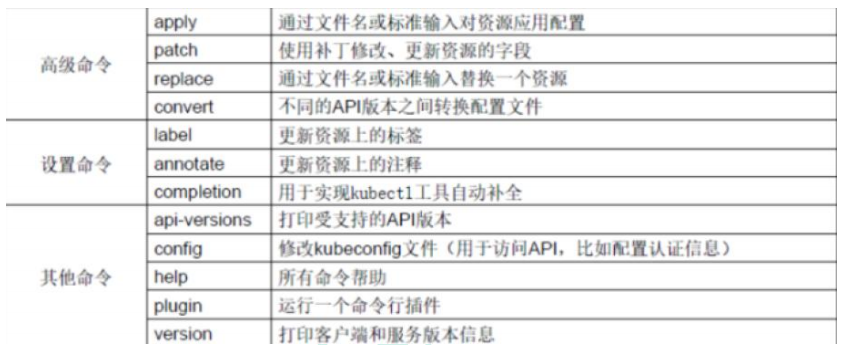 高级命令
apply 通过文件名或标准输入对资源应用配置
patch 使用补丁修改、更新资源的字段
replace 通过文件名或标准输入替换一个资源
convert 不同的API版本之间转换配置文件
设置命令
label 更新资源上的标签
annotate 更新资源上的注释
completion 用于实现kubectl工具自动补全
其他命令
api-versions 打印受支持的API版本
config 修改kubeconfig文件（用于访问API，比如配置认证信息）
help 所有命令帮助
plugin 运行一个命令行插件
version 打印客户端和服务版本信息